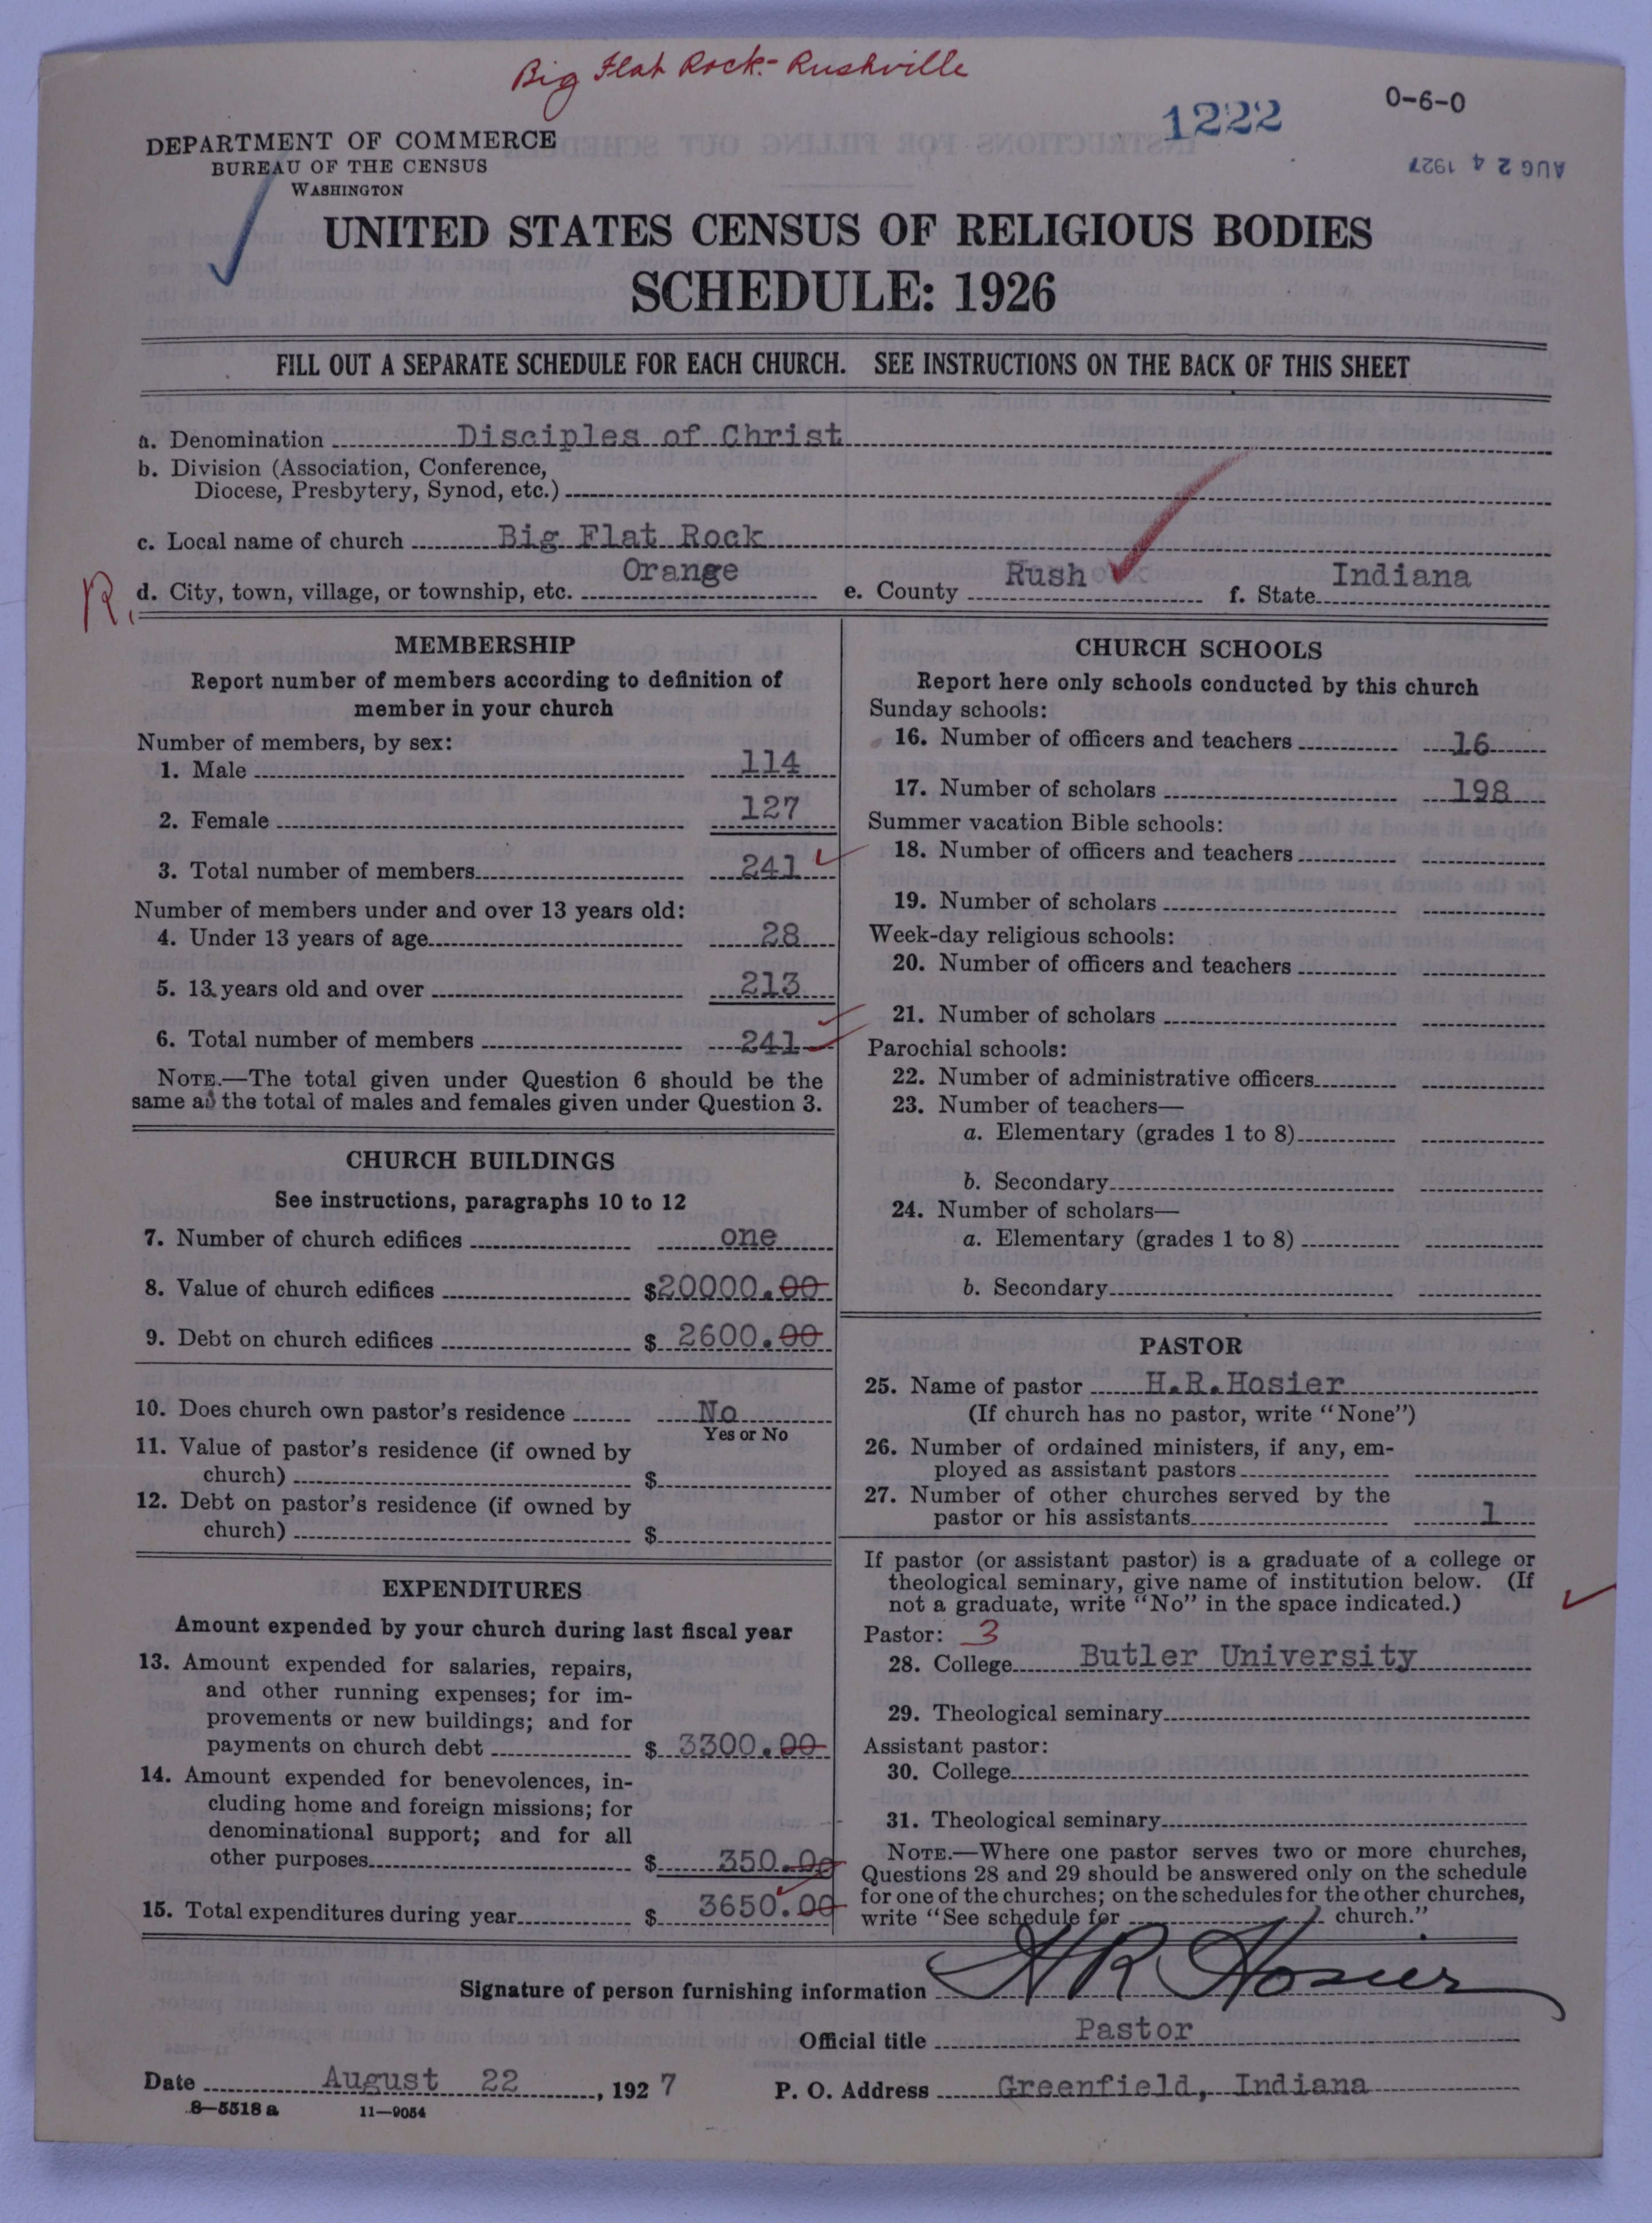 Big Flat Rock - Rushville
1222
0-6-0
AUG 24 1927
DEPARTMENT OF COMMERCE
BUREAU OF THE CENSUS
WASHINGTON
UNITED STATES CENSUS OF RELIGIOUS BODIES
SCHEDULE: 1926
FILL OUT A SEPARATE SCHEDULE FOR EACH CHURCH. SEE INSTRUCTIONS ON THE BACK OF THIS SHEET
a. Denomination Disciples of Christ
b. Division (Association, Conference,
Diocese, Presbytery, Synod, etc.)
c. Local name of church Big Flat Rock
R. d. City, town, village, or township, etc. Orange e. County Rush f. State Indiana
MEMBERSHIP
Report number of members according to definition of
member in your church
Number of members, by sex:
1. Male 114
2. Female 127
3. Total number of members 241
Number of members under and over 13 years old:
4. Under 13 years of age 28
5. 13 years old and over 213
6. Total number of members 241
NOTE.—The total given under Question 6 should be the
same as the total of males and females given under Question 3.
CHURCH BUILDINGS
See instructions, paragraphs 10 to 12
7. Number of church edifices one
8. Value of church edifices $20000.00
9. Debt on church edifices $ 2600.00
10. Does church own pastor's residence No
Yes or No
11. Value of pastor's residence (if owned by
church) $
12. Debt on pastor's residence (if owned by
church) $
EXPENDITURES
Amount expended by your church during last fiscal year
13. Amount expended for salaries, repairs,
and other running expenses; for im-
provements or new buildings; and for
payments on church debt $ 3300.00
14. Amount expended for benevolences, in-
cluding home and foreign missions; for
denominational support; and for all
other purposes $ 350.00
15. Total expenditures during year $ 3650.00
CHURCH SCHOOLS
Report here only schools conducted by this church
Sunday schools:
16. Number of officers and teachers 16
17. Number of scholars 198
Summer vacation Bible schools:
18. Number of officers and teachers
19. Number of scholars
Week-day religious schools:
20. Number of officers and teachers
21. Number of scholars
Parochial schools:
22. Number of administrative officers
23. Number of teachers—
a. Elementary (grades 1 to 8)
b. Secondary
24. Number of scholars—
a. Elementary (grades 1 to 8)
b. Secondary
PASTOR
25. Name of pastor H.R.Hosier
(If church has no pastor, write "None")
26. Number of ordained ministers, if any, em-
ployed as assistant pastors
27. Number of other churches served by the
pastor or his assistants 1
If pastor (or assistant pastor) is a graduate of a college or
theological seminary, give name of institution below. (If
not a graduate, write "No" in the space indicated.)
Pastor: 3
28. College Butler University
29. Theological seminary
Assistant pastor:
30. College
31. Theological seminary
NOTE.—Where one pastor serves two or more churches,
Questions 28 and 29 should be answered only on the schedule
for one of the churches; on the schedules for the other churches,
write "See schedule for church."
Signature of person furnishing information H R Hosier
Official title Pastor
Date August 22, 1927 P. O. Address Greenfield, Indiana
8—5518 a 11—9054